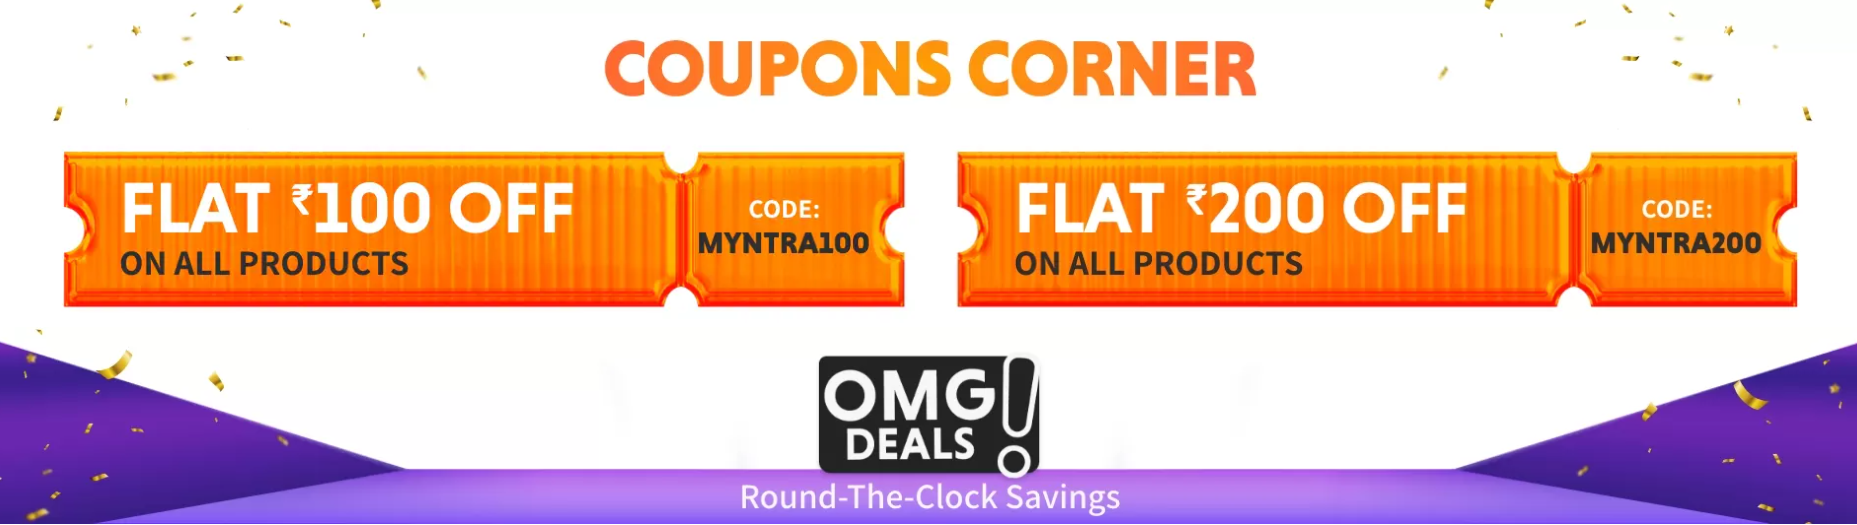 COUPONS CORNER
FLAT ₹100 OFF
ON ALL PRODUCTS
CODE:
MYNTRA100
FLAT ₹200 OFF
ON ALL PRODUCTS
CODE:
MYNTRA200
OMG!
DEALS
Round-The-Clock Savings